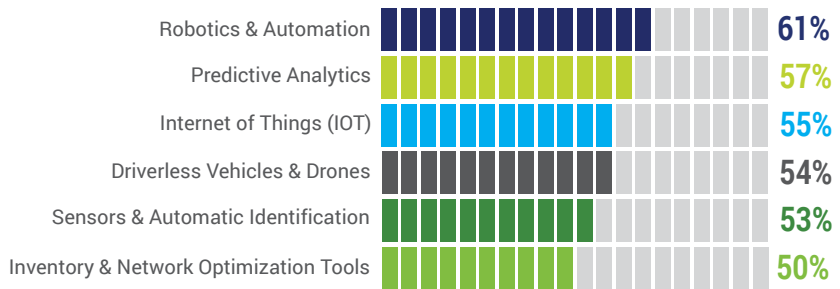 Robotics & Automation 61%
Predictive Analytics 57%
Internet of Things (IOT) 55%
Driverless Vehicles & Drones 54%
Sensors & Automatic Identification 53%
Inventory & Network Optimization Tools 50%